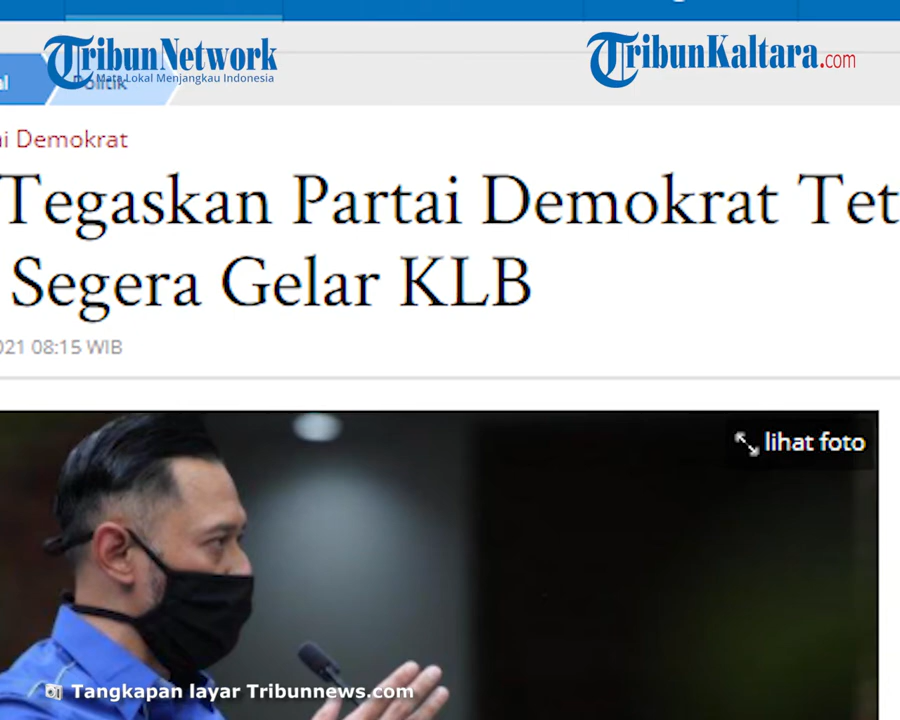 TribunNetwork
Mata Lokal Menjangkau Indonesia
TribunKaltara.com
Politik
Demokrat
Tegaskan Partai Demokrat Tet
Segera Gelar KLB
021 08:15 WIB
lihat foto
Tangkapan layar Tribunnews.com